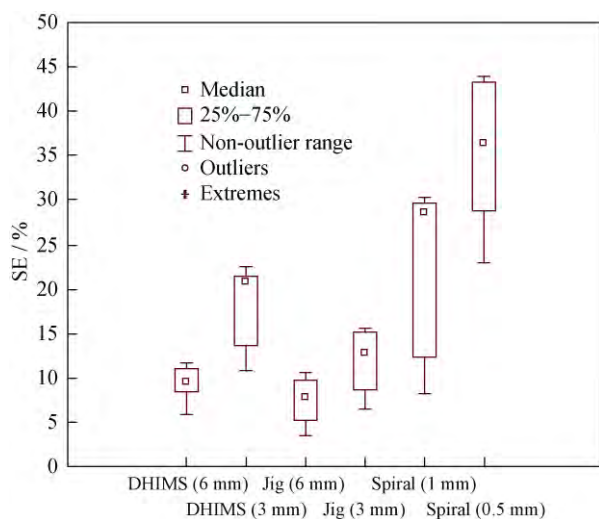 50
45
40
35
30
25
20
15
10
5
0
SE / %
Median
25%−75%
Non-outlier range
Outliers
Extremes
DHIMS (6 mm) Jig (6 mm) Spiral (1 mm)
DHIMS (3 mm) Jig (3 mm) Spiral (0.5 mm)